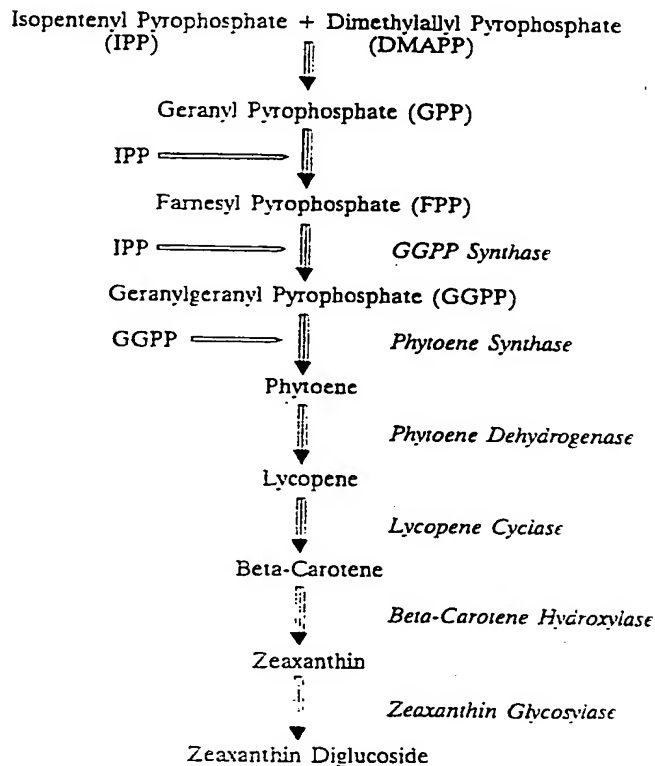 Isopentenyl Pyrophosphate + Dimethylallyl Pyrophosphate
(IPP) (DMAPP)
Geranyl Pyrophosphate (GPP)
IPP
Farnesyl Pyrophosphate (FPP)
IPP GGPP Synthase
Geranylgeranyl Pyrophosphate (GGPP)
GGPP Phytoene Synthase
Phytoene
Phytoene Dehydrogenase
Lycopene
Lycopene Cyclase
Beta-Carotene
Beta-Carotene Hydroxylase
Zeaxanthin
Zeaxanthin Glycosylase
Zeaxanthin Diglucoside